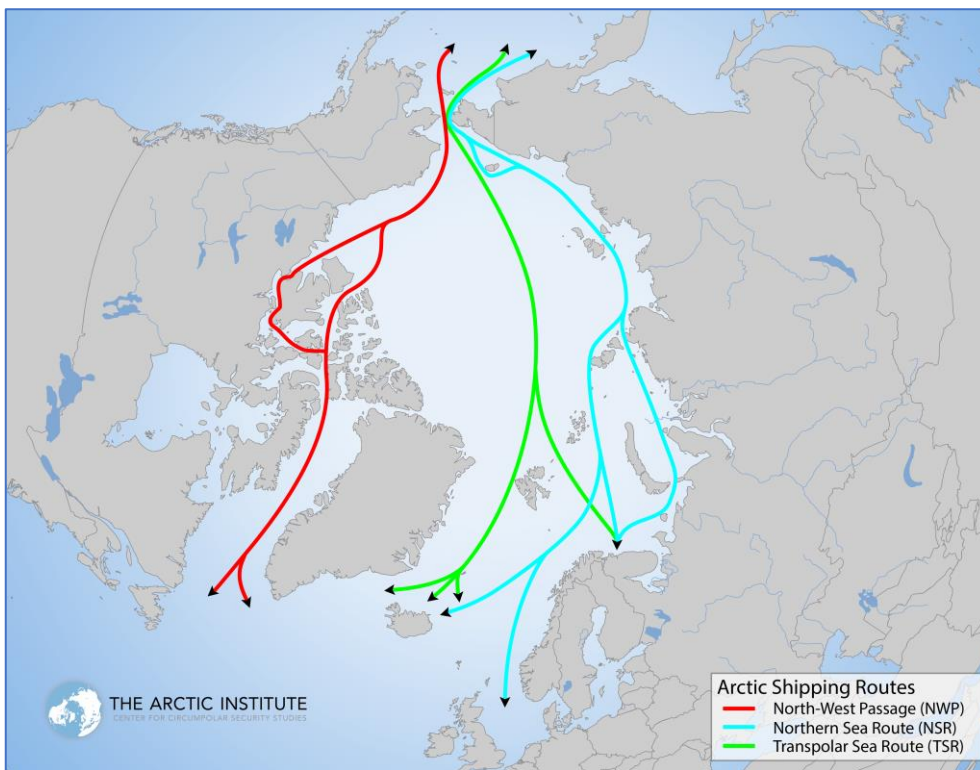 THE ARCTIC INSTITUTE
CENTER FOR CIRCUMPOLAR SECURITY STUDIES
Arctic Shipping Routes
North-West Passage (NWP)
Northern Sea Route (NSR)
Transpolar Sea Route (TSR)